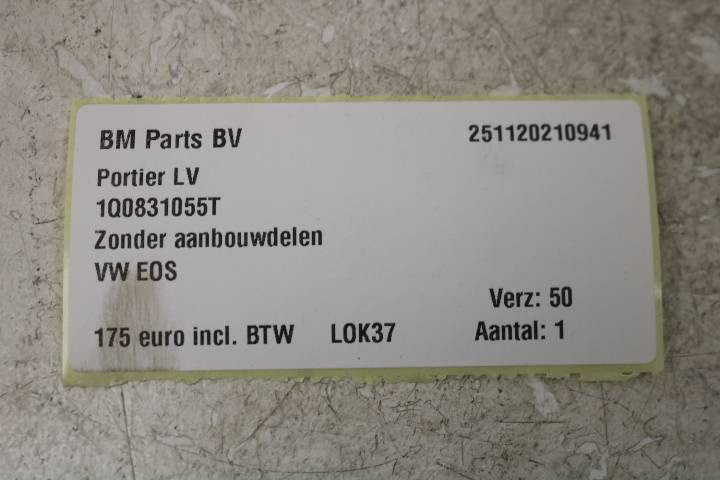 BM Parts BV 251120210941
Portier LV
1Q0831055T
Zonder aanbouwdelen
VW EOS
Verz: 50
175 euro incl. BTW LOK37 Aantal: 1